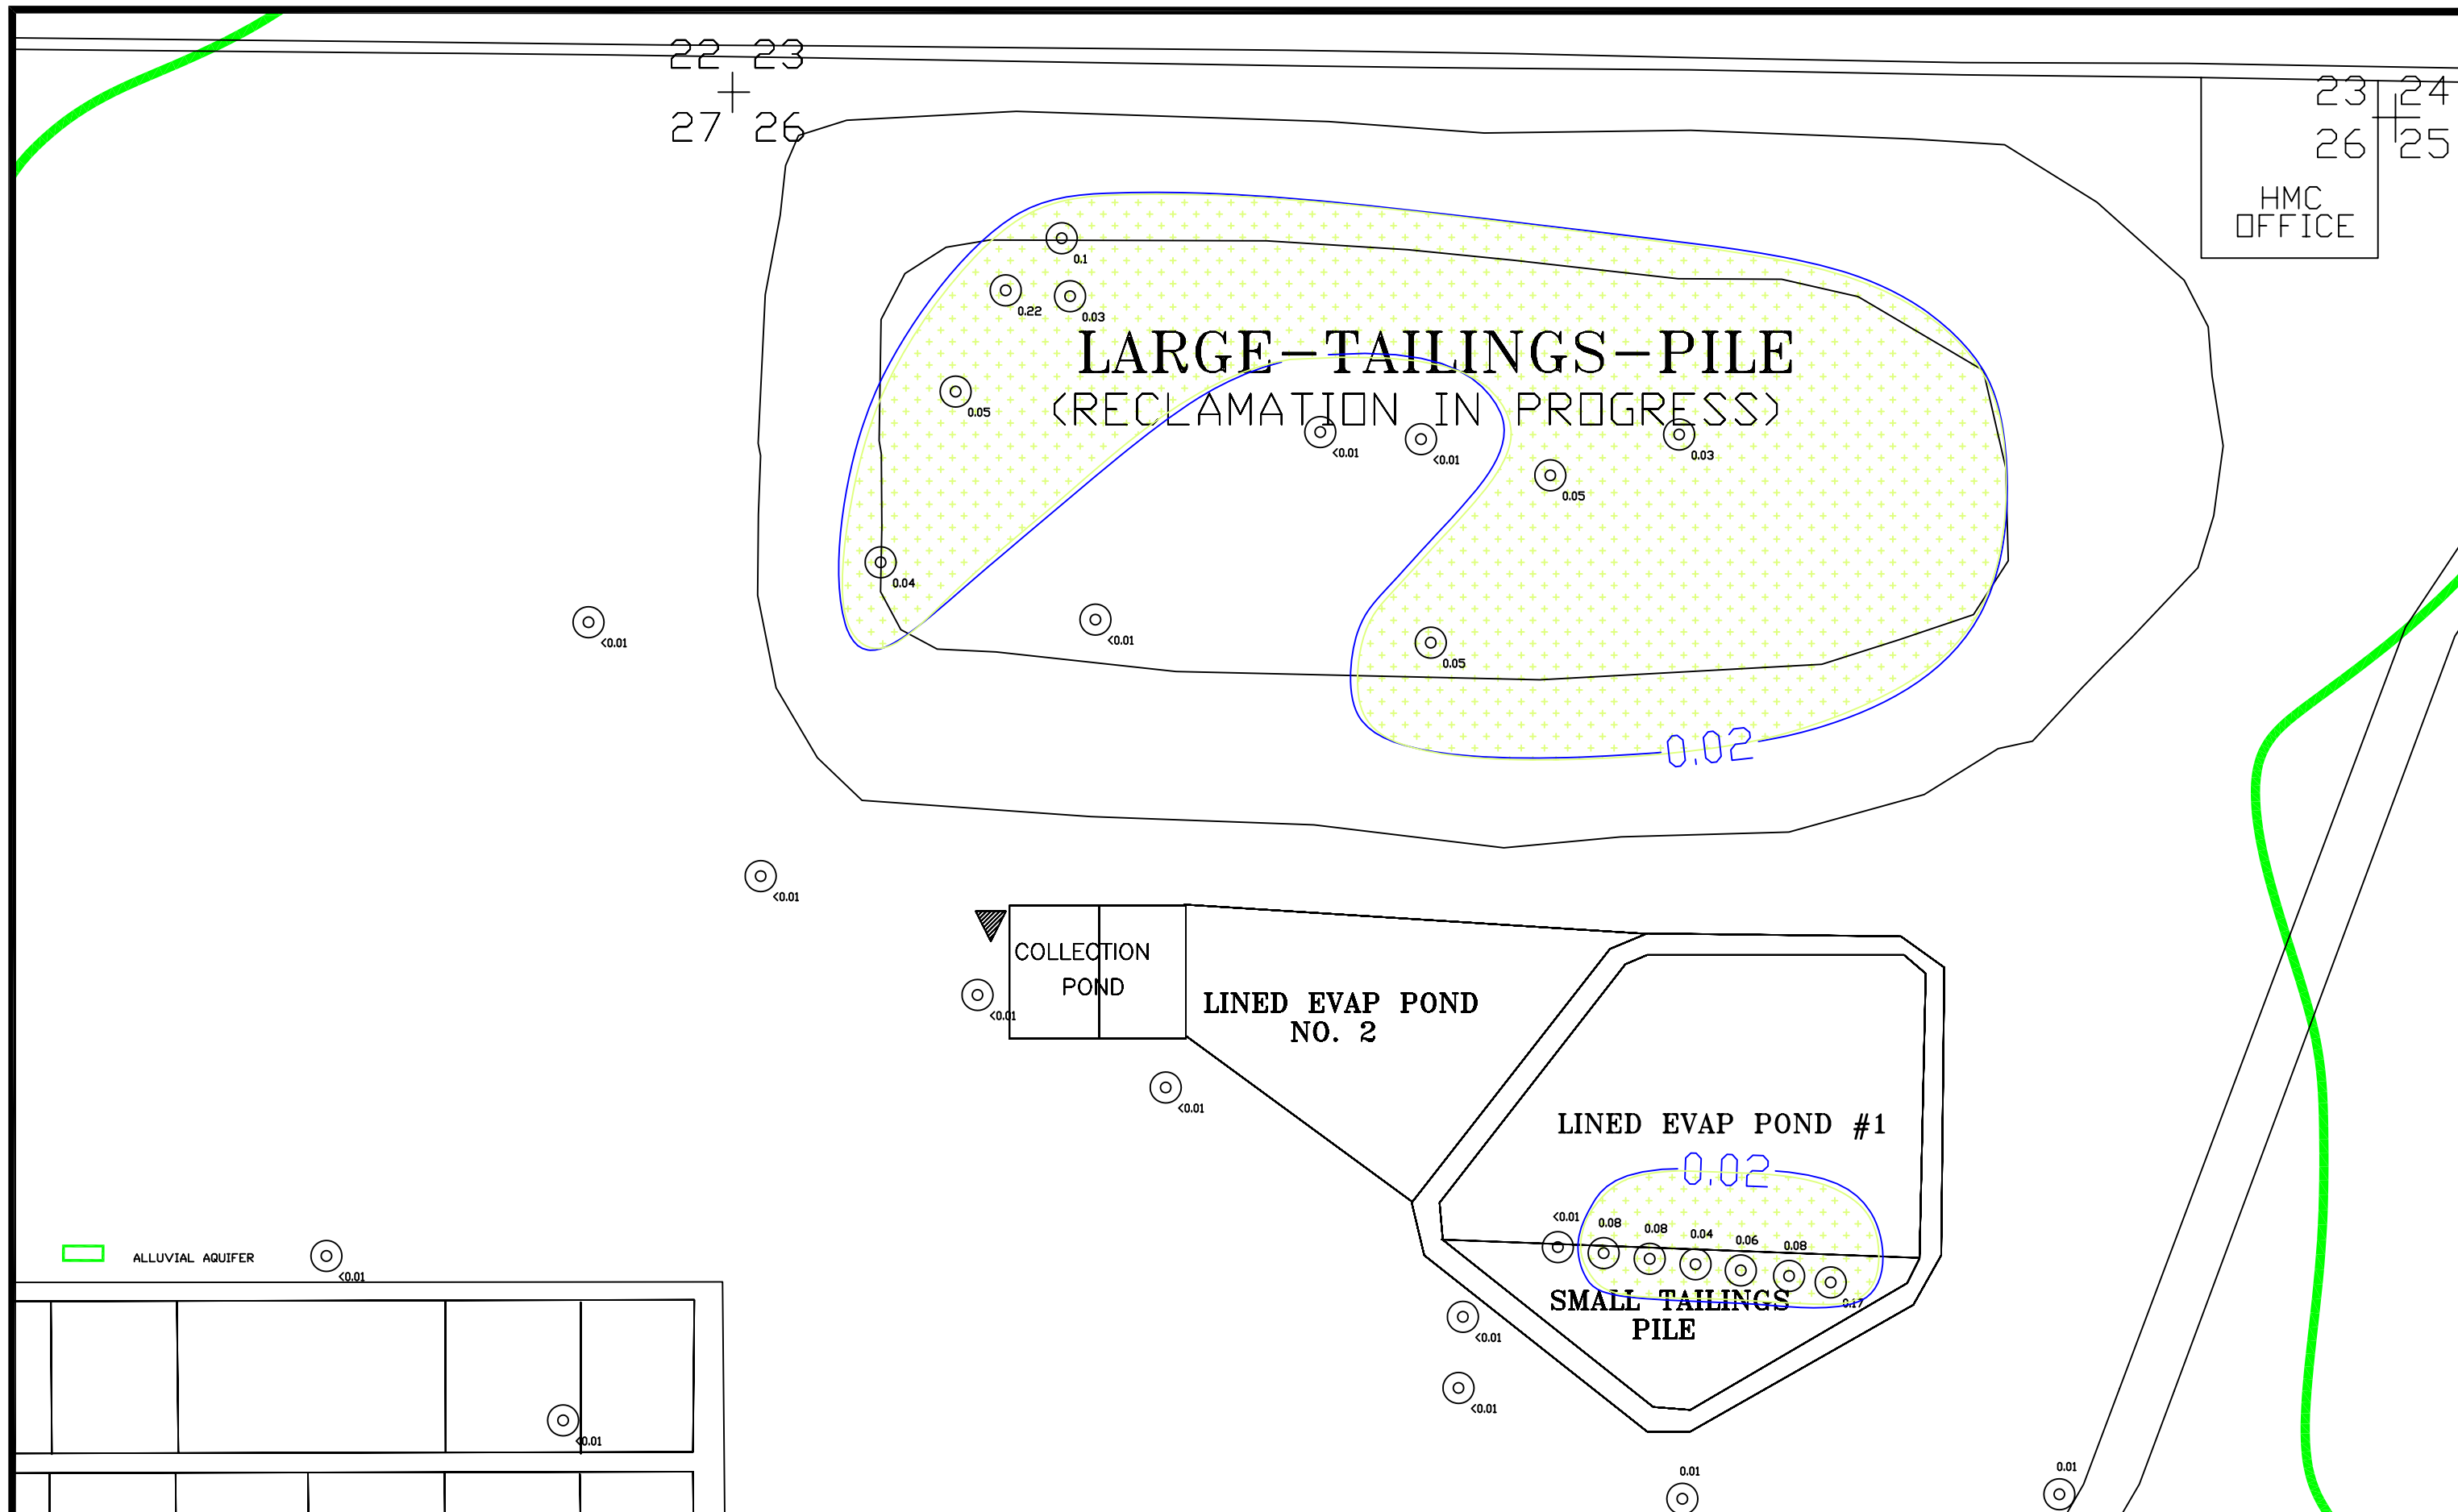 22 23
27 26
23 24
26 25
HMC
OFFICE
0.1
0.22
0.03
LARGE-TAILINGS-PILE
0.05
(RECLAMATION IN PROGRESS)
<0.01
<0.01
0.03
0.05
0.04
<0.01
<0.01
0.05
0.02
<0.01
COLLECTION
POND
<0.01
LINED EVAP POND
NO. 2
<0.01
LINED EVAP POND #1
0.02
<0.01
0.08
0.08
0.04
0.06
0.08
0.17
ALLUVIAL AQUIFER
<0.01
SMALL TAILINGS
PILE
<0.01
<0.01
<0.01
0.01
0.01